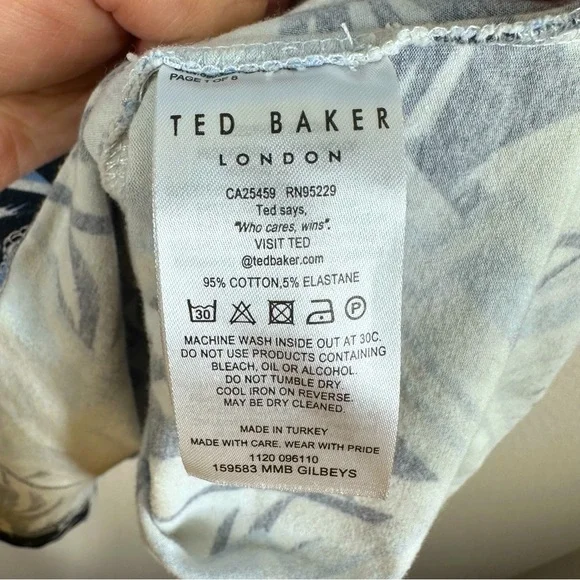 PAGE 1 OF 8
TED BAKER
LONDON
CA25459 RN95229
Ted says,
"Who cares, wins".
VISIT TED
@tedbaker.com
95% COTTON,5% ELASTANE
30 P
MACHINE WASH INSIDE OUT AT 30C.
DO NOT USE PRODUCTS CONTAINING
BLEACH, OIL OR ALCOHOL.
DO NOT TUMBLE DRY.
COOL IRON ON REVERSE.
MAY BE DRY CLEANED.
MADE IN TURKEY
MADE WITH CARE, WEAR WITH PRIDE
1120 096110
159583 MMB GILBEYS